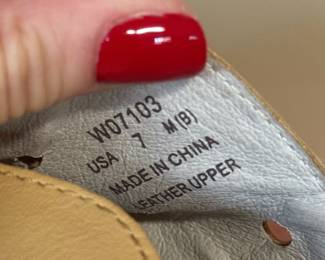 W07103
USA 7 M(B)
MADE IN CHINA
LEATHER UPPER